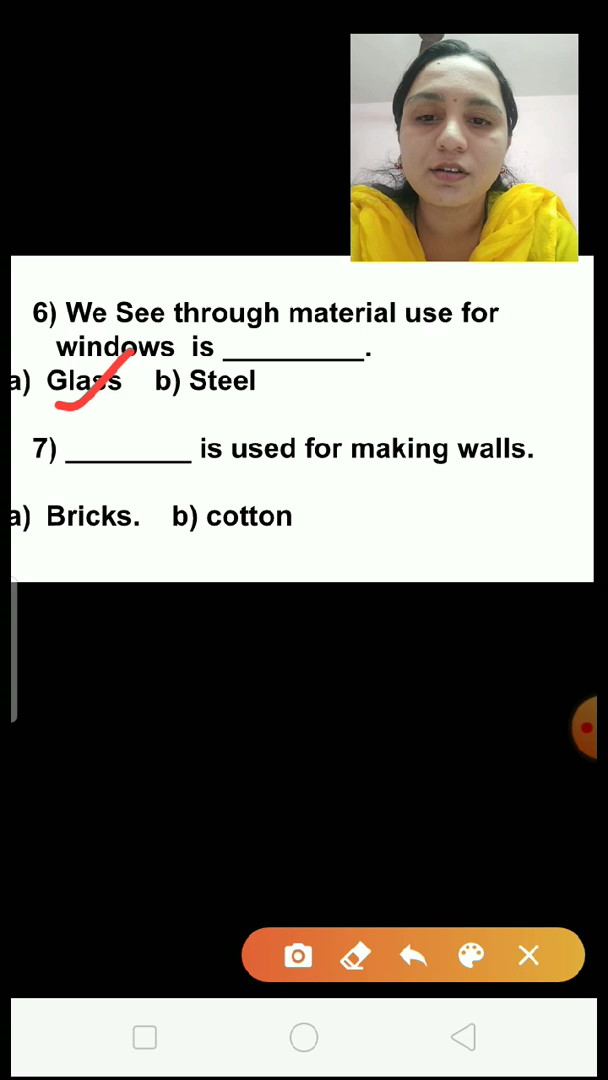 6) We See through material use for
windows is _________.
a) Glass b) Steel
7) ________ is used for making walls.
a) Bricks. b) cotton